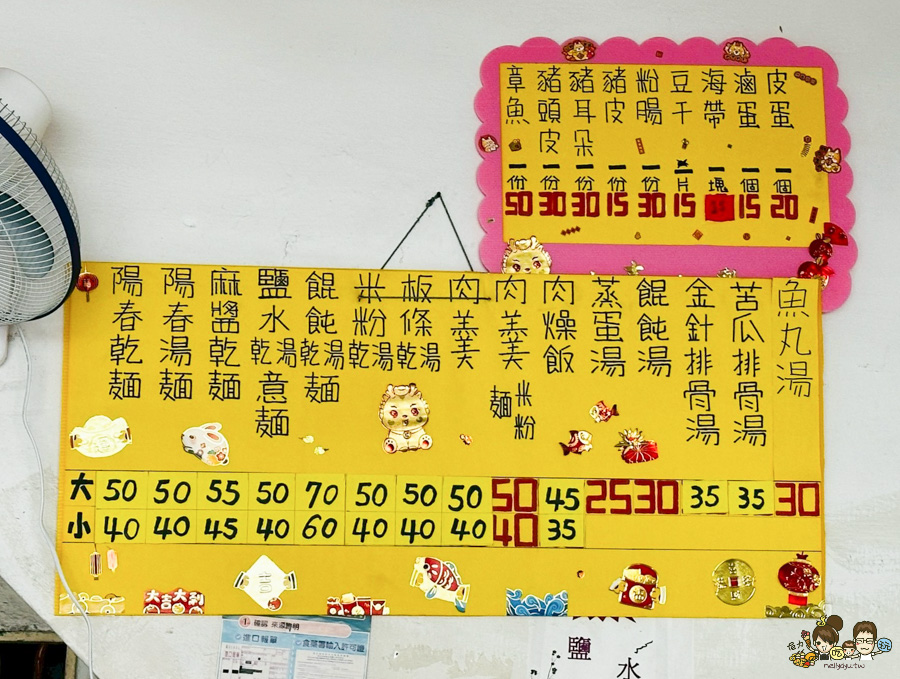 章魚 一份 50
豬頭皮 一份 30
豬耳朵 一份 30
豬皮 一份 15
粉腸 一份 30
豆干 片 15
海帶 一塊
滷蛋 一個 15
皮蛋 一個 20
陽春乾麵
陽春湯麵
麻醬乾麵
鹽水乾湯意麵
餛飩乾湯麵
米粉乾湯
板條乾湯
肉羹
肉羹麵米粉
肉燥飯
蒸蛋湯
餛飩湯
金針排骨湯
苦瓜排骨湯
魚丸湯
大 50 50 55 50 70 50 50 50 50 45 25 30 35 35 30
小 40 40 45 40 60 40 40 40 40 35
大吉大利
進口報單
鹽水